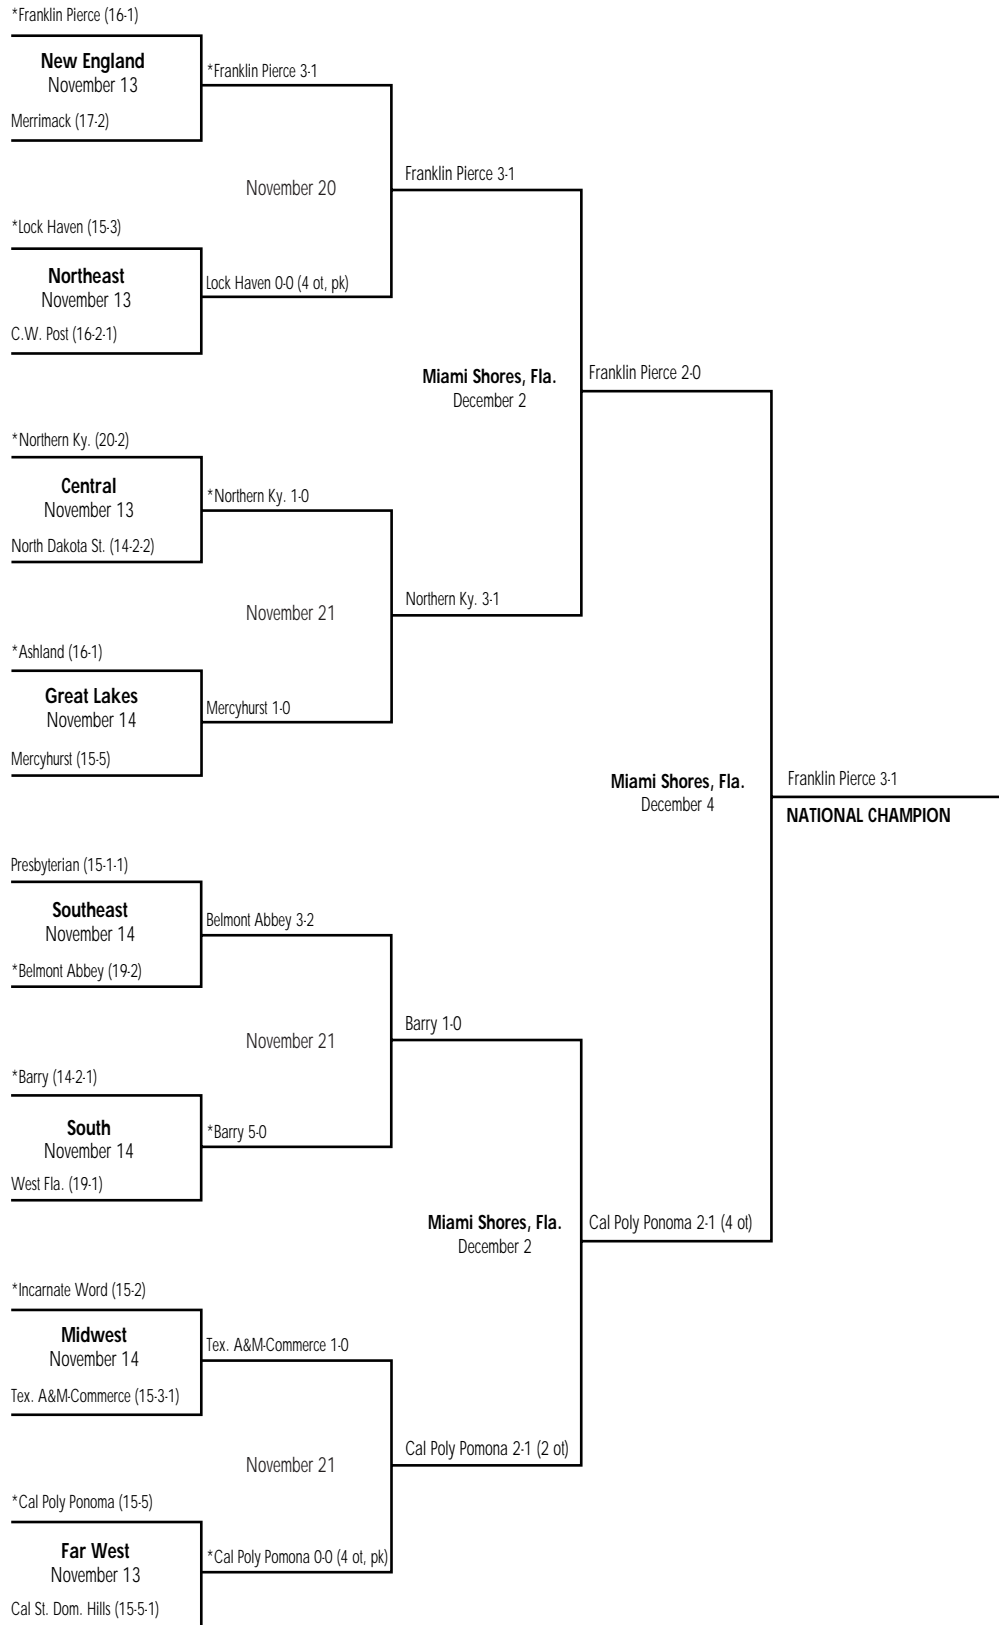 *Franklin Pierce (16-1)
New England
November 13
Merrimack (17-2)
*Franklin Pierce 3-1
November 20
Franklin Pierce 3-1
*Lock Haven (15-3)
Northeast
November 13
C.W. Post (16-2-1)
Lock Haven 0-0 (4 ot, pk)
Miami Shores, Fla.
December 2
Franklin Pierce 2-0
*Northern Ky. (20-2)
Central
November 13
North Dakota St. (14-2-2)
*Northern Ky. 1-0
November 21
Northern Ky. 3-1
*Ashland (16-1)
Great Lakes
November 14
Mercyhurst (15-5)
Mercyhurst 1-0
Miami Shores, Fla.
December 4
Franklin Pierce 3-1
NATIONAL CHAMPION
Presbyterian (15-1-1)
Southeast
November 14
*Belmont Abbey (19-2)
Belmont Abbey 3-2
November 21
Barry 1-0
*Barry (14-2-1)
South
November 14
West Fla. (19-1)
*Barry 5-0
Miami Shores, Fla.
December 2
Cal Poly Ponoma 2-1 (4 ot)
*Incarnate Word (15-2)
Midwest
November 14
Tex. A&M-Commerce (15-3-1)
Tex. A&M-Commerce 1-0
November 21
Cal Poly Pomona 2-1 (2 ot)
*Cal Poly Ponoma (15-5)
Far West
November 13
Cal St. Dom. Hills (15-5-1)
*Cal Poly Pomona 0-0 (4 ot, pk)